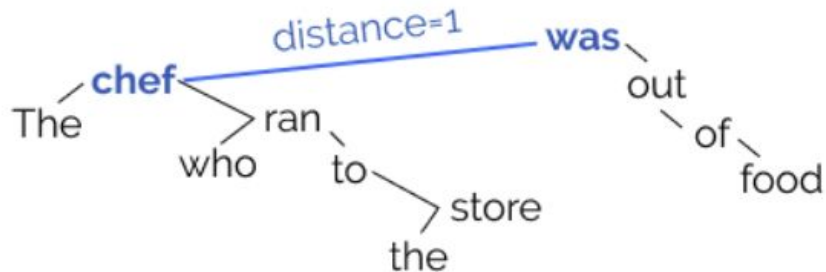 distance=1
chef was
The ran out
who to of
store food
the